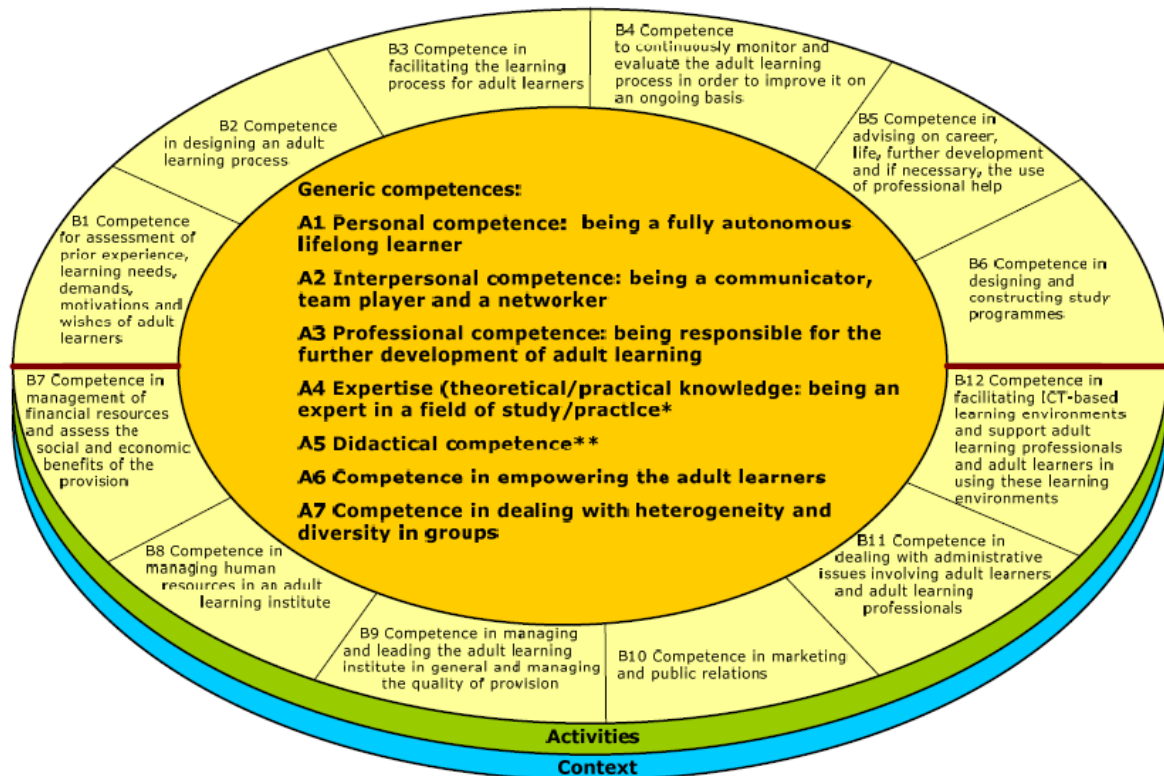 B1 Competence
for assessment of
prior experience,
learning needs,
demands,
motivations and
wishes of adult
learners
B2 Competence
in designing an adult
learning process
B3 Competence in
facilitating the learning
process for adult learners
B4 Competence
to continuously monitor and
evaluate the adult learning
process in order to improve it on
an ongoing basis
B5 Competence in
advising on career,
life, further development
and if necessary, the use
of professional help
B6 Competence in
designing and
constructing study
programmes
Generic competences:
A1 Personal competence: being a fully autonomous
lifelong learner
A2 Interpersonal competence: being a communicator,
team player and a networker
A3 Professional competence: being responsible for the
further development of adult learning
A4 Expertise (theoretical/practical knowledge: being an
expert in a field of study/practice*
A5 Didactical competence**
A6 Competence in empowering the adult learners
A7 Competence in dealing with heterogeneity and
diversity in groups
B7 Competence in
management of
financial resources
and assess the
social and economic
benefits of the
provision
B8 Competence in
managing human
resources in an adult
learning institute
B9 Competence in managing
and leading the adult learning
institute in general and managing
the quality of provision
B10 Competence in marketing
and public relations
B11 Competence in
dealing with administrative
issues involving adult learners
and adult learning
professionals
B12 Competence in
facilitating ICT-based
learning environments
and support adult
learning professionals
and adult learners in
using these learning
environments
Activities
Context